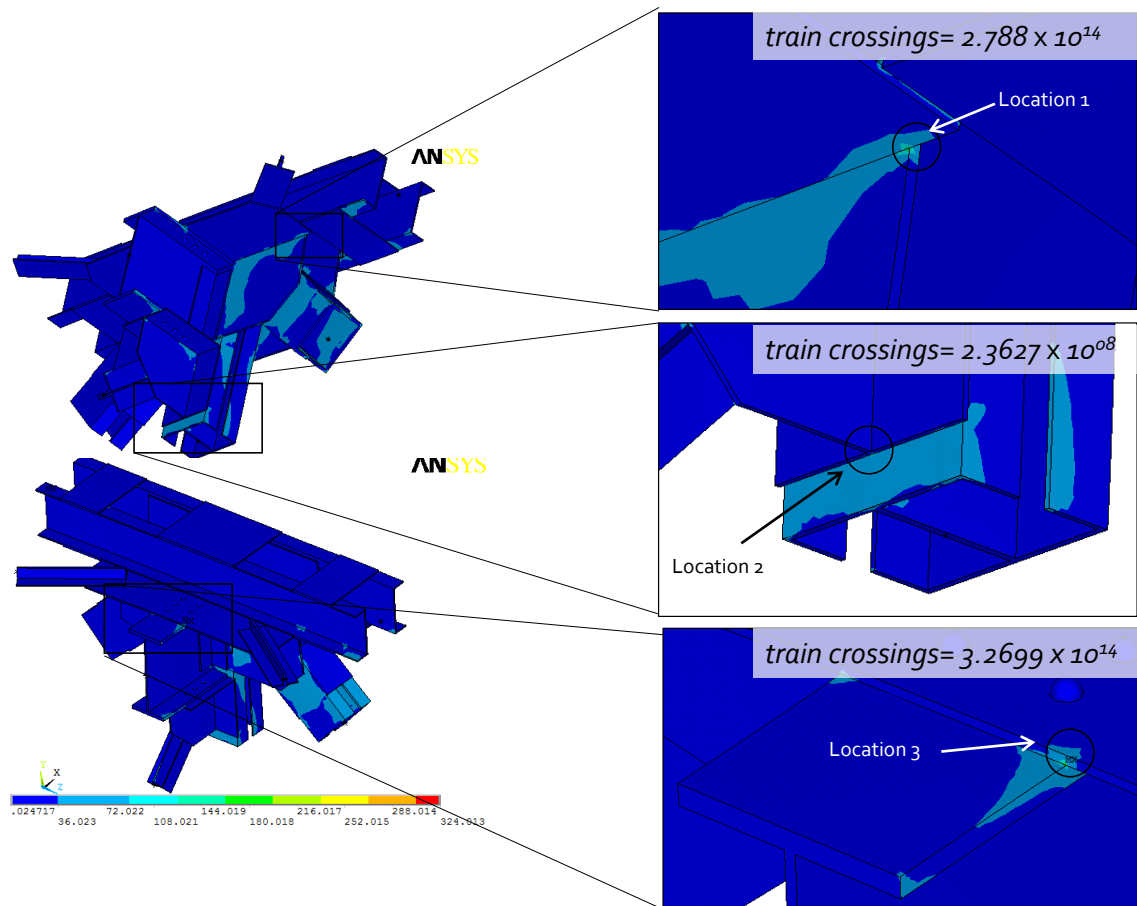 train crossings= 2.788 x 10¹⁴
Location 1
ANSYS
train crossings= 2.3627 x 10⁰⁸
ANSYS
Location 2
train crossings= 3.2699 x 10¹⁴
Location 3
Y
X
Z
.024717 72.022 144.019 216.017 288.014
36.023 108.021 180.018 252.015 324.013